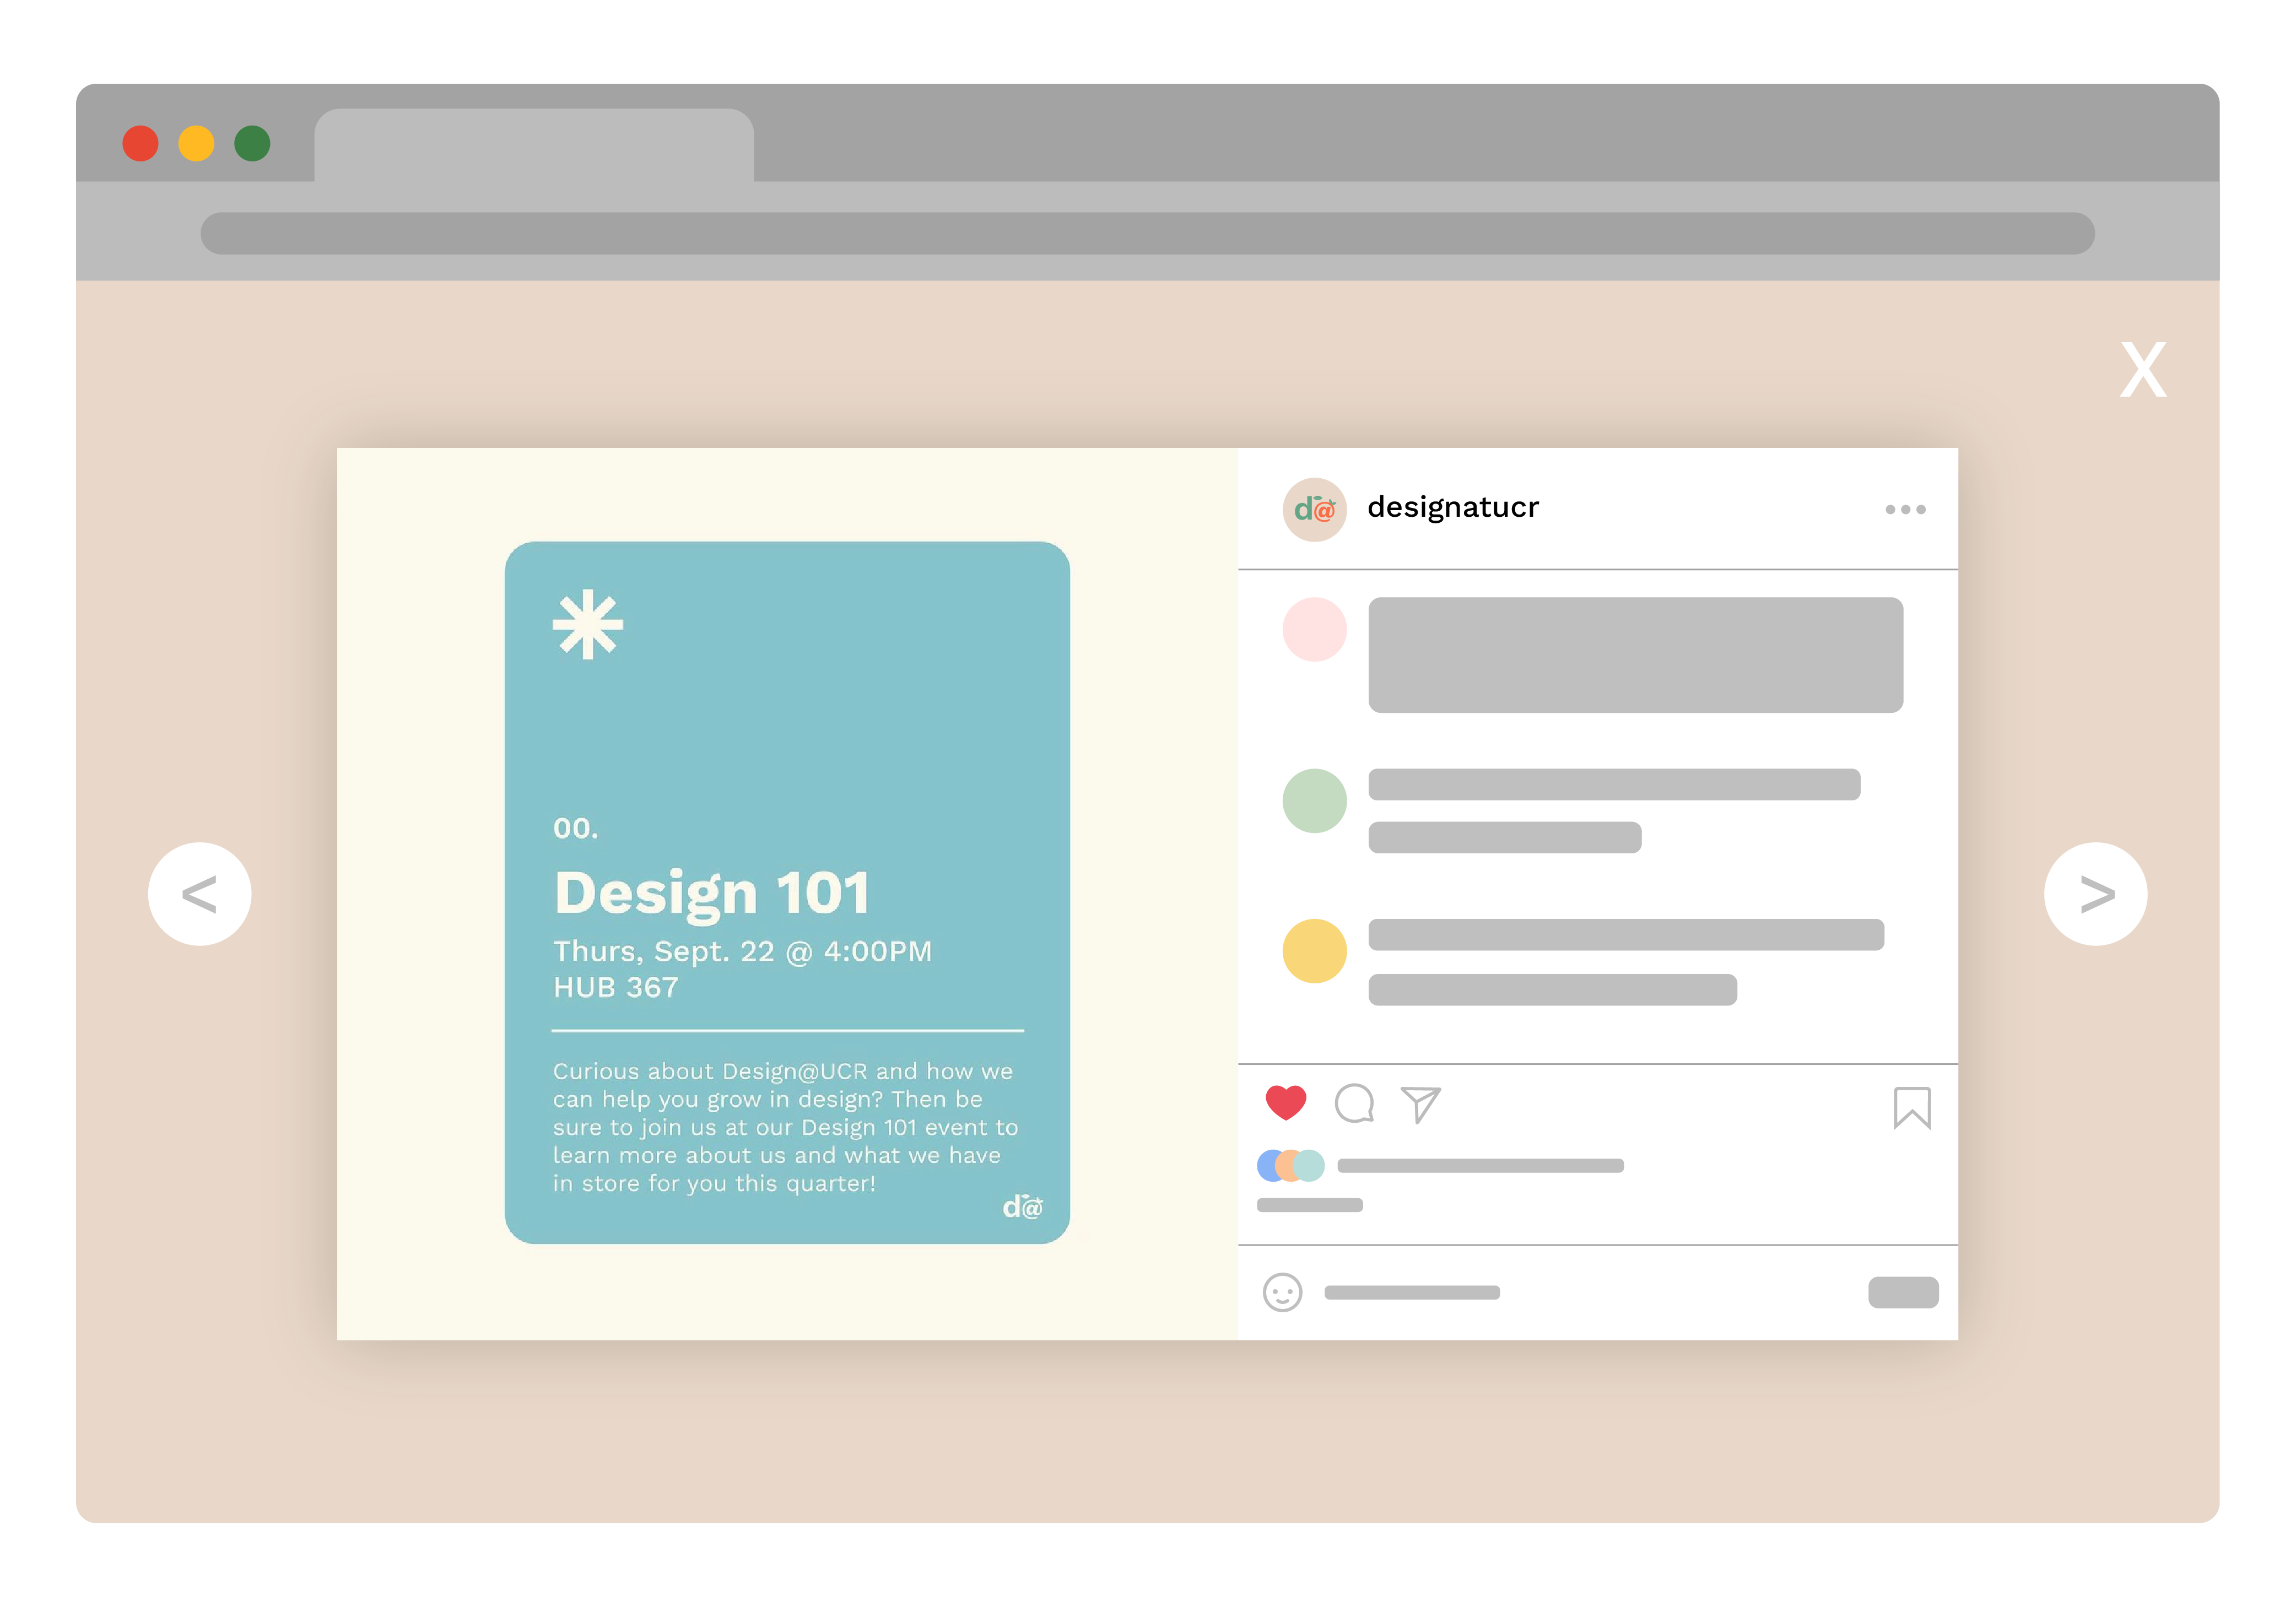 X
d@
designatucr
00.
Design 101
Thurs, Sept. 22 @ 4:00PM
HUB 367
Curious about Design@UCR and how we
can help you grow in design? Then be
sure to join us at our Design 101 event to
learn more about us and what we have
in store for you this quarter!
d@
<
>